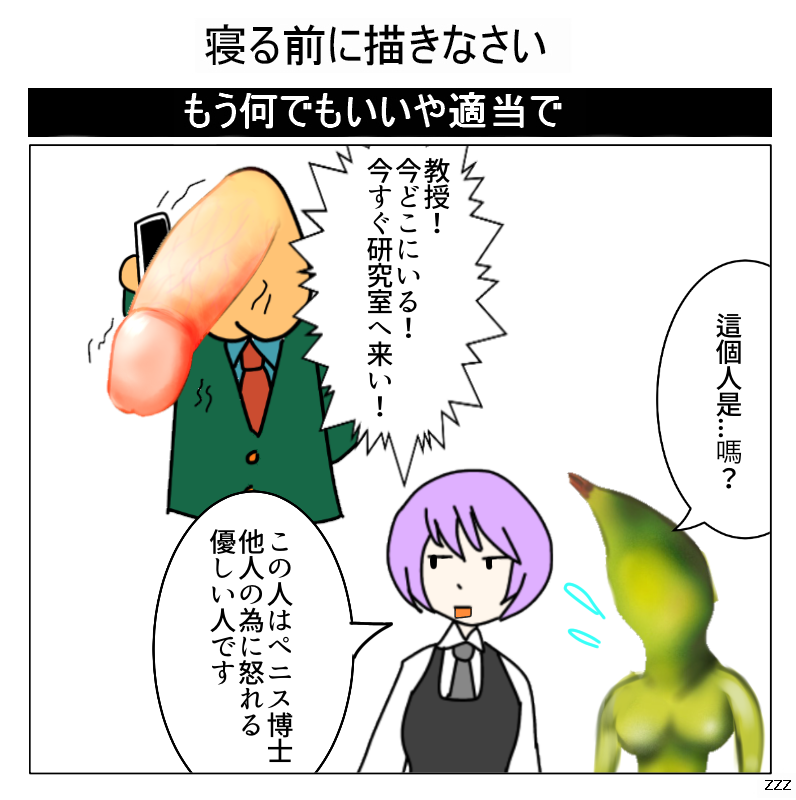 寝る前に描きなさい
もう何でもいいや適当で
教授！
今どこにいる！
今すぐ研究室へ来い！
這個人是…嗎？
この人はペニス博士
他人の為に怒れる
優しい人です
zzz